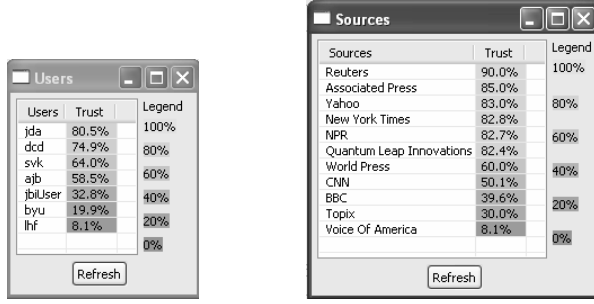 Users
Users Trust
jda 80.5%
dcd 74.9%
svk 64.0%
ajb 58.5%
jbiUser 32.8%
byu 19.9%
lhf 8.1%
Legend
100%
80%
60%
40%
20%
0%
Refresh
Sources
Sources Trust
Reuters 90.0%
Associated Press 85.0%
Yahoo 83.0%
New York Times 82.8%
NPR 82.7%
Quantum Leap Innovations 82.4%
World Press 60.0%
CNN 50.1%
BBC 39.6%
Topix 30.0%
Voice Of America 8.1%
Legend
100%
80%
60%
40%
20%
0%
Refresh